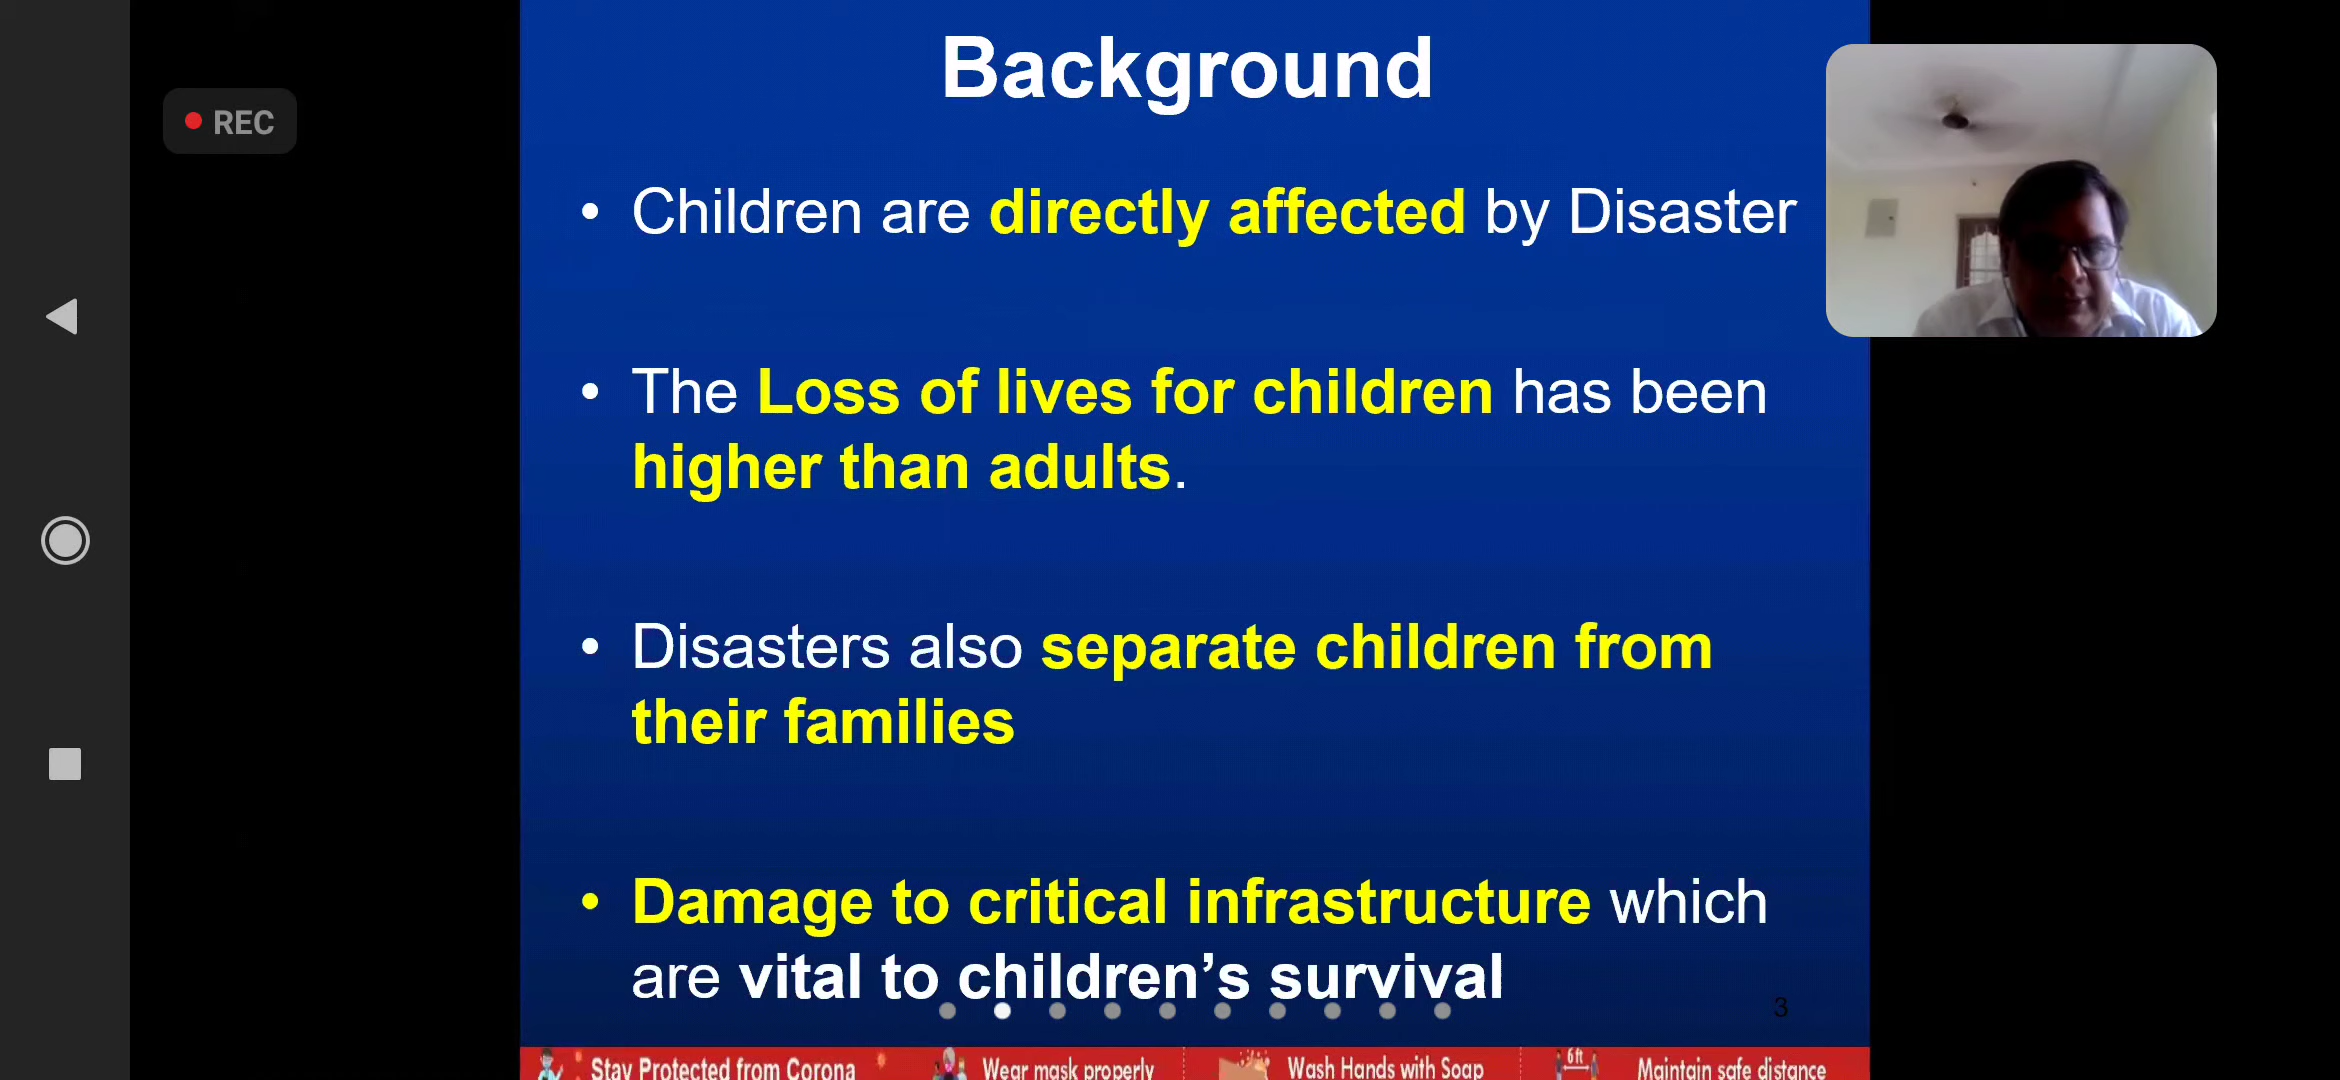 Background
REC
• Children are directly affected by Disaster
• The Loss of lives for children has been
higher than adults.
• Disasters also separate children from
their families
• Damage to critical infrastructure which
are vital to children’s survival
3
Stay Protected from Corona
Wear mask properly
Wash Hands with Soap
6 ft
Maintain safe distance